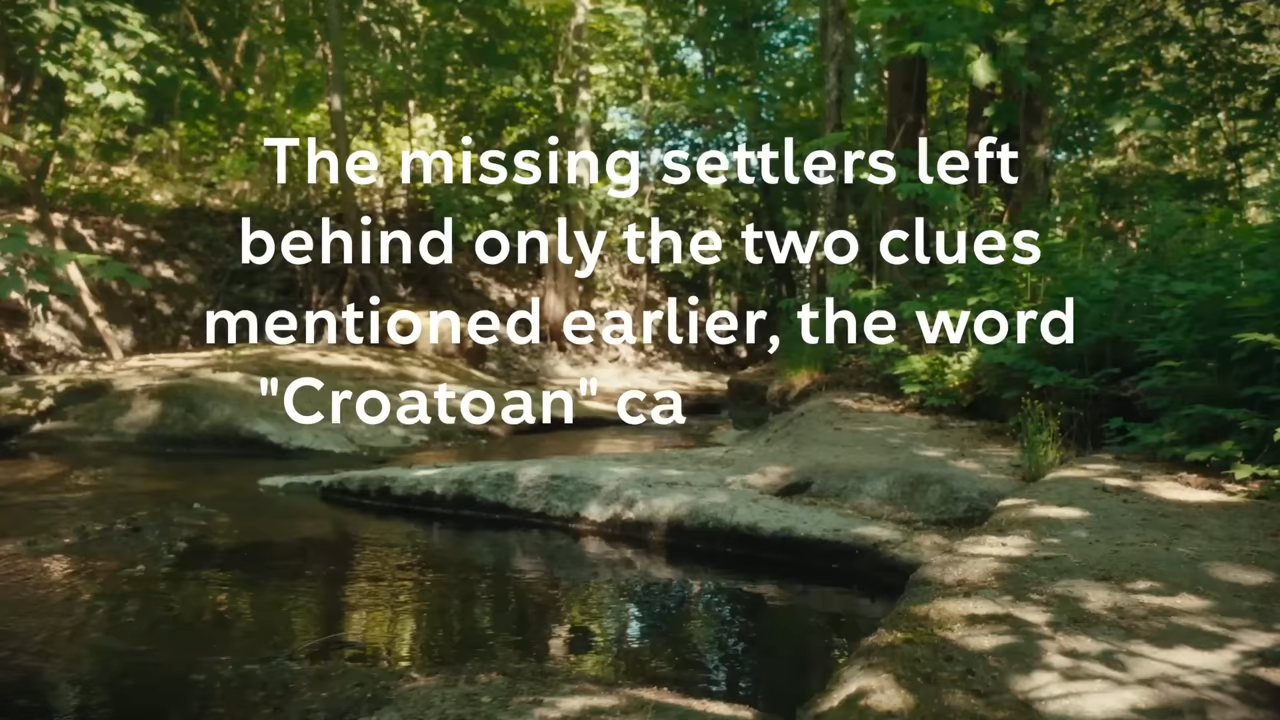 The missing settlers left
behind only the two clues
mentioned earlier, the word
"Croatoan" ca